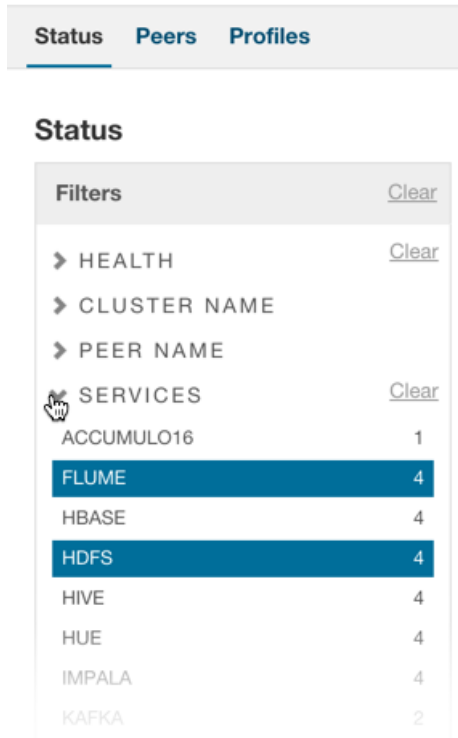 Status Peers Profiles
Status
Filters Clear
HEALTH Clear
CLUSTER NAME
PEER NAME
SERVICES Clear
ACCUMULO16 1
FLUME 4
HBASE 4
HDFS 4
HIVE 4
HUE 4
IMPALA 4
KAFKA 2